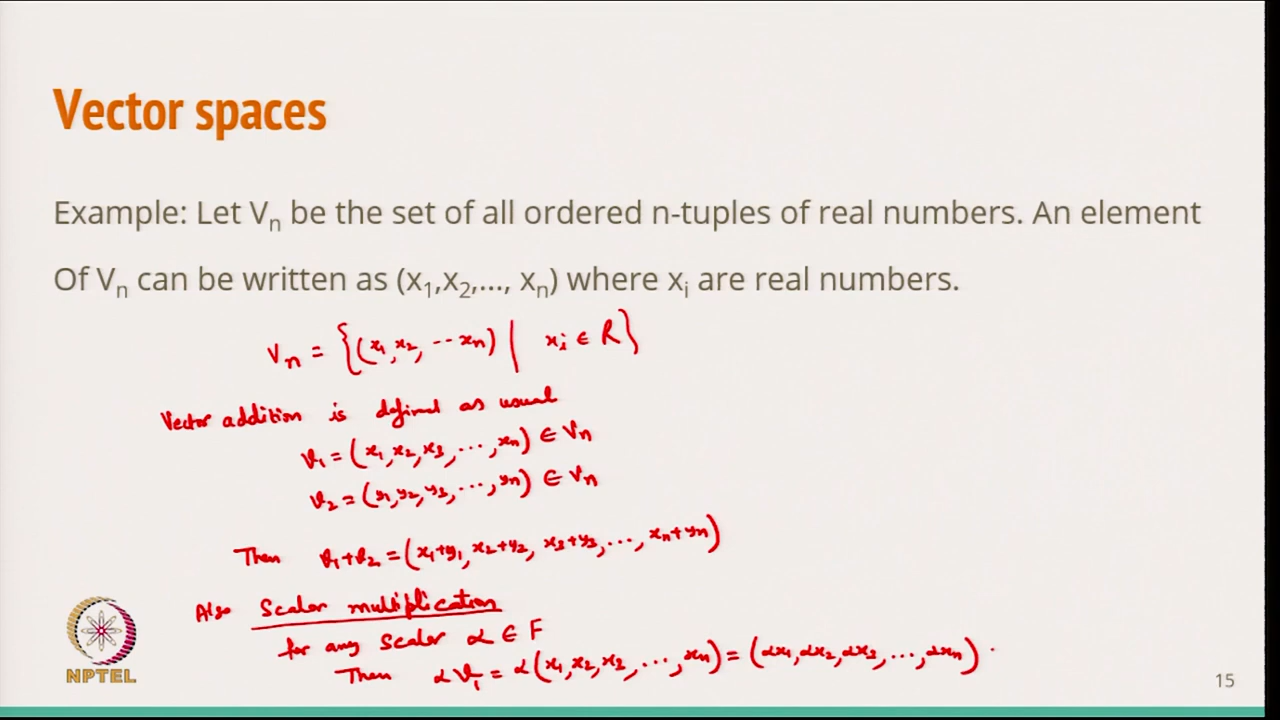 Vector spaces
Example: Let Vₙ be the set of all ordered n-tuples of real numbers. An element
Of Vₙ can be written as (x₁,x₂,..., xₙ) where xᵢ are real numbers.
Vₙ = {(x₁, x₂, ... xₙ) | xᵢ ∈ R}
Vector addition is defined as usual
v₁ = (x₁, x₂, x₃, ..., xₙ) ∈ Vₙ
v₂ = (y₁, y₂, y₃, ..., yₙ) ∈ Vₙ
Then v₁+v₂ = (x₁+y₁, x₂+y₂, x₃+y₃, ..., xₙ+yₙ)
Also Scalar multiplication
for any scalar α ∈ F
Then αv₁ = α(x₁, x₂, x₃, ..., xₙ) = (αx₁, αx₂, αx₃, ..., αxₙ) .
NPTEL
15